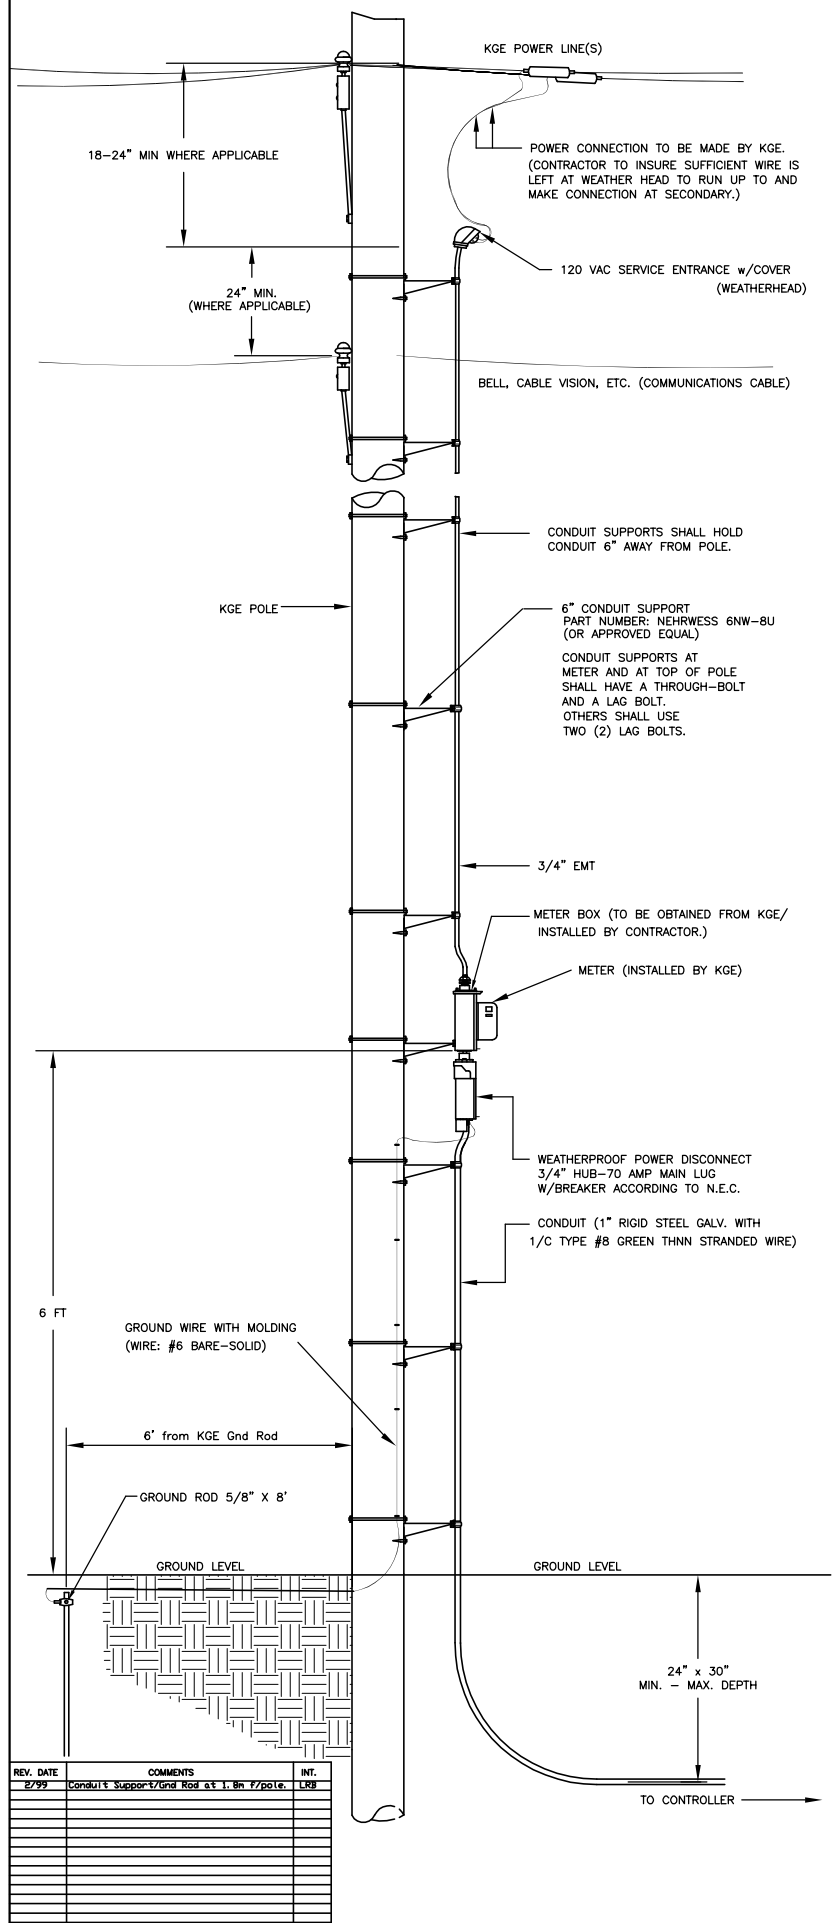 KGE POWER LINE(S)
18-24" MIN WHERE APPLICABLE
POWER CONNECTION TO BE MADE BY KGE.
(CONTRACTOR TO INSURE SUFFICIENT WIRE IS
LEFT AT WEATHER HEAD TO RUN UP TO AND
MAKE CONNECTION AT SECONDARY.)
120 VAC SERVICE ENTRANCE w/COVER
(WEATHERHEAD)
24" MIN.
(WHERE APPLICABLE)
BELL, CABLE VISION, ETC. (COMMUNICATIONS CABLE)
CONDUIT SUPPORTS SHALL HOLD
CONDUIT 6" AWAY FROM POLE.
KGE POLE
6" CONDUIT SUPPORT
PART NUMBER: NEHRWESS 6NW-8U
(OR APPROVED EQUAL)
CONDUIT SUPPORTS AT
METER AND AT TOP OF POLE
SHALL HAVE A THROUGH-BOLT
AND A LAG BOLT.
OTHERS SHALL USE
TWO (2) LAG BOLTS.
3/4" EMT
METER BOX (TO BE OBTAINED FROM KGE/
INSTALLED BY CONTRACTOR.)
METER (INSTALLED BY KGE)
WEATHERPROOF POWER DISCONNECT
3/4" HUB-70 AMP MAIN LUG
W/BREAKER ACCORDING TO N.E.C.
CONDUIT (1" RIGID STEEL GALV. WITH
1/C TYPE #8 GREEN THNN STRANDED WIRE)
6 FT
GROUND WIRE WITH MOLDING
(WIRE: #6 BARE-SOLID)
6' from KGE Gnd Rod
GROUND ROD 5/8" X 8'
GROUND LEVEL
GROUND LEVEL
24" x 30"
MIN. - MAX. DEPTH
TO CONTROLLER
REV. DATE COMMENTS INT.
2/99 Conduit Support/Gnd Rod at 1.8m f/pole. LRB